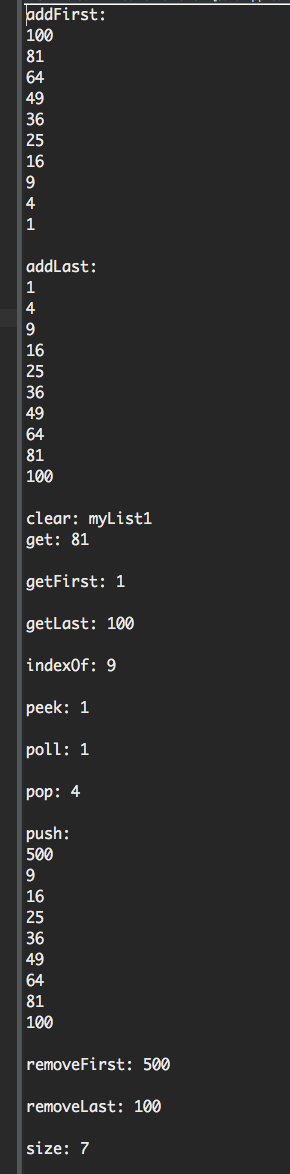 addFirst:
100
81
64
49
36
25
16
9
4
1
addLast:
1
4
9
16
25
36
49
64
81
100
clear: myList1
get: 81
getFirst: 1
getLast: 100
indexOf: 9
peek: 1
poll: 1
pop: 4
push:
500
9
16
25
36
49
64
81
100
removeFirst: 500
removeLast: 100
size: 7